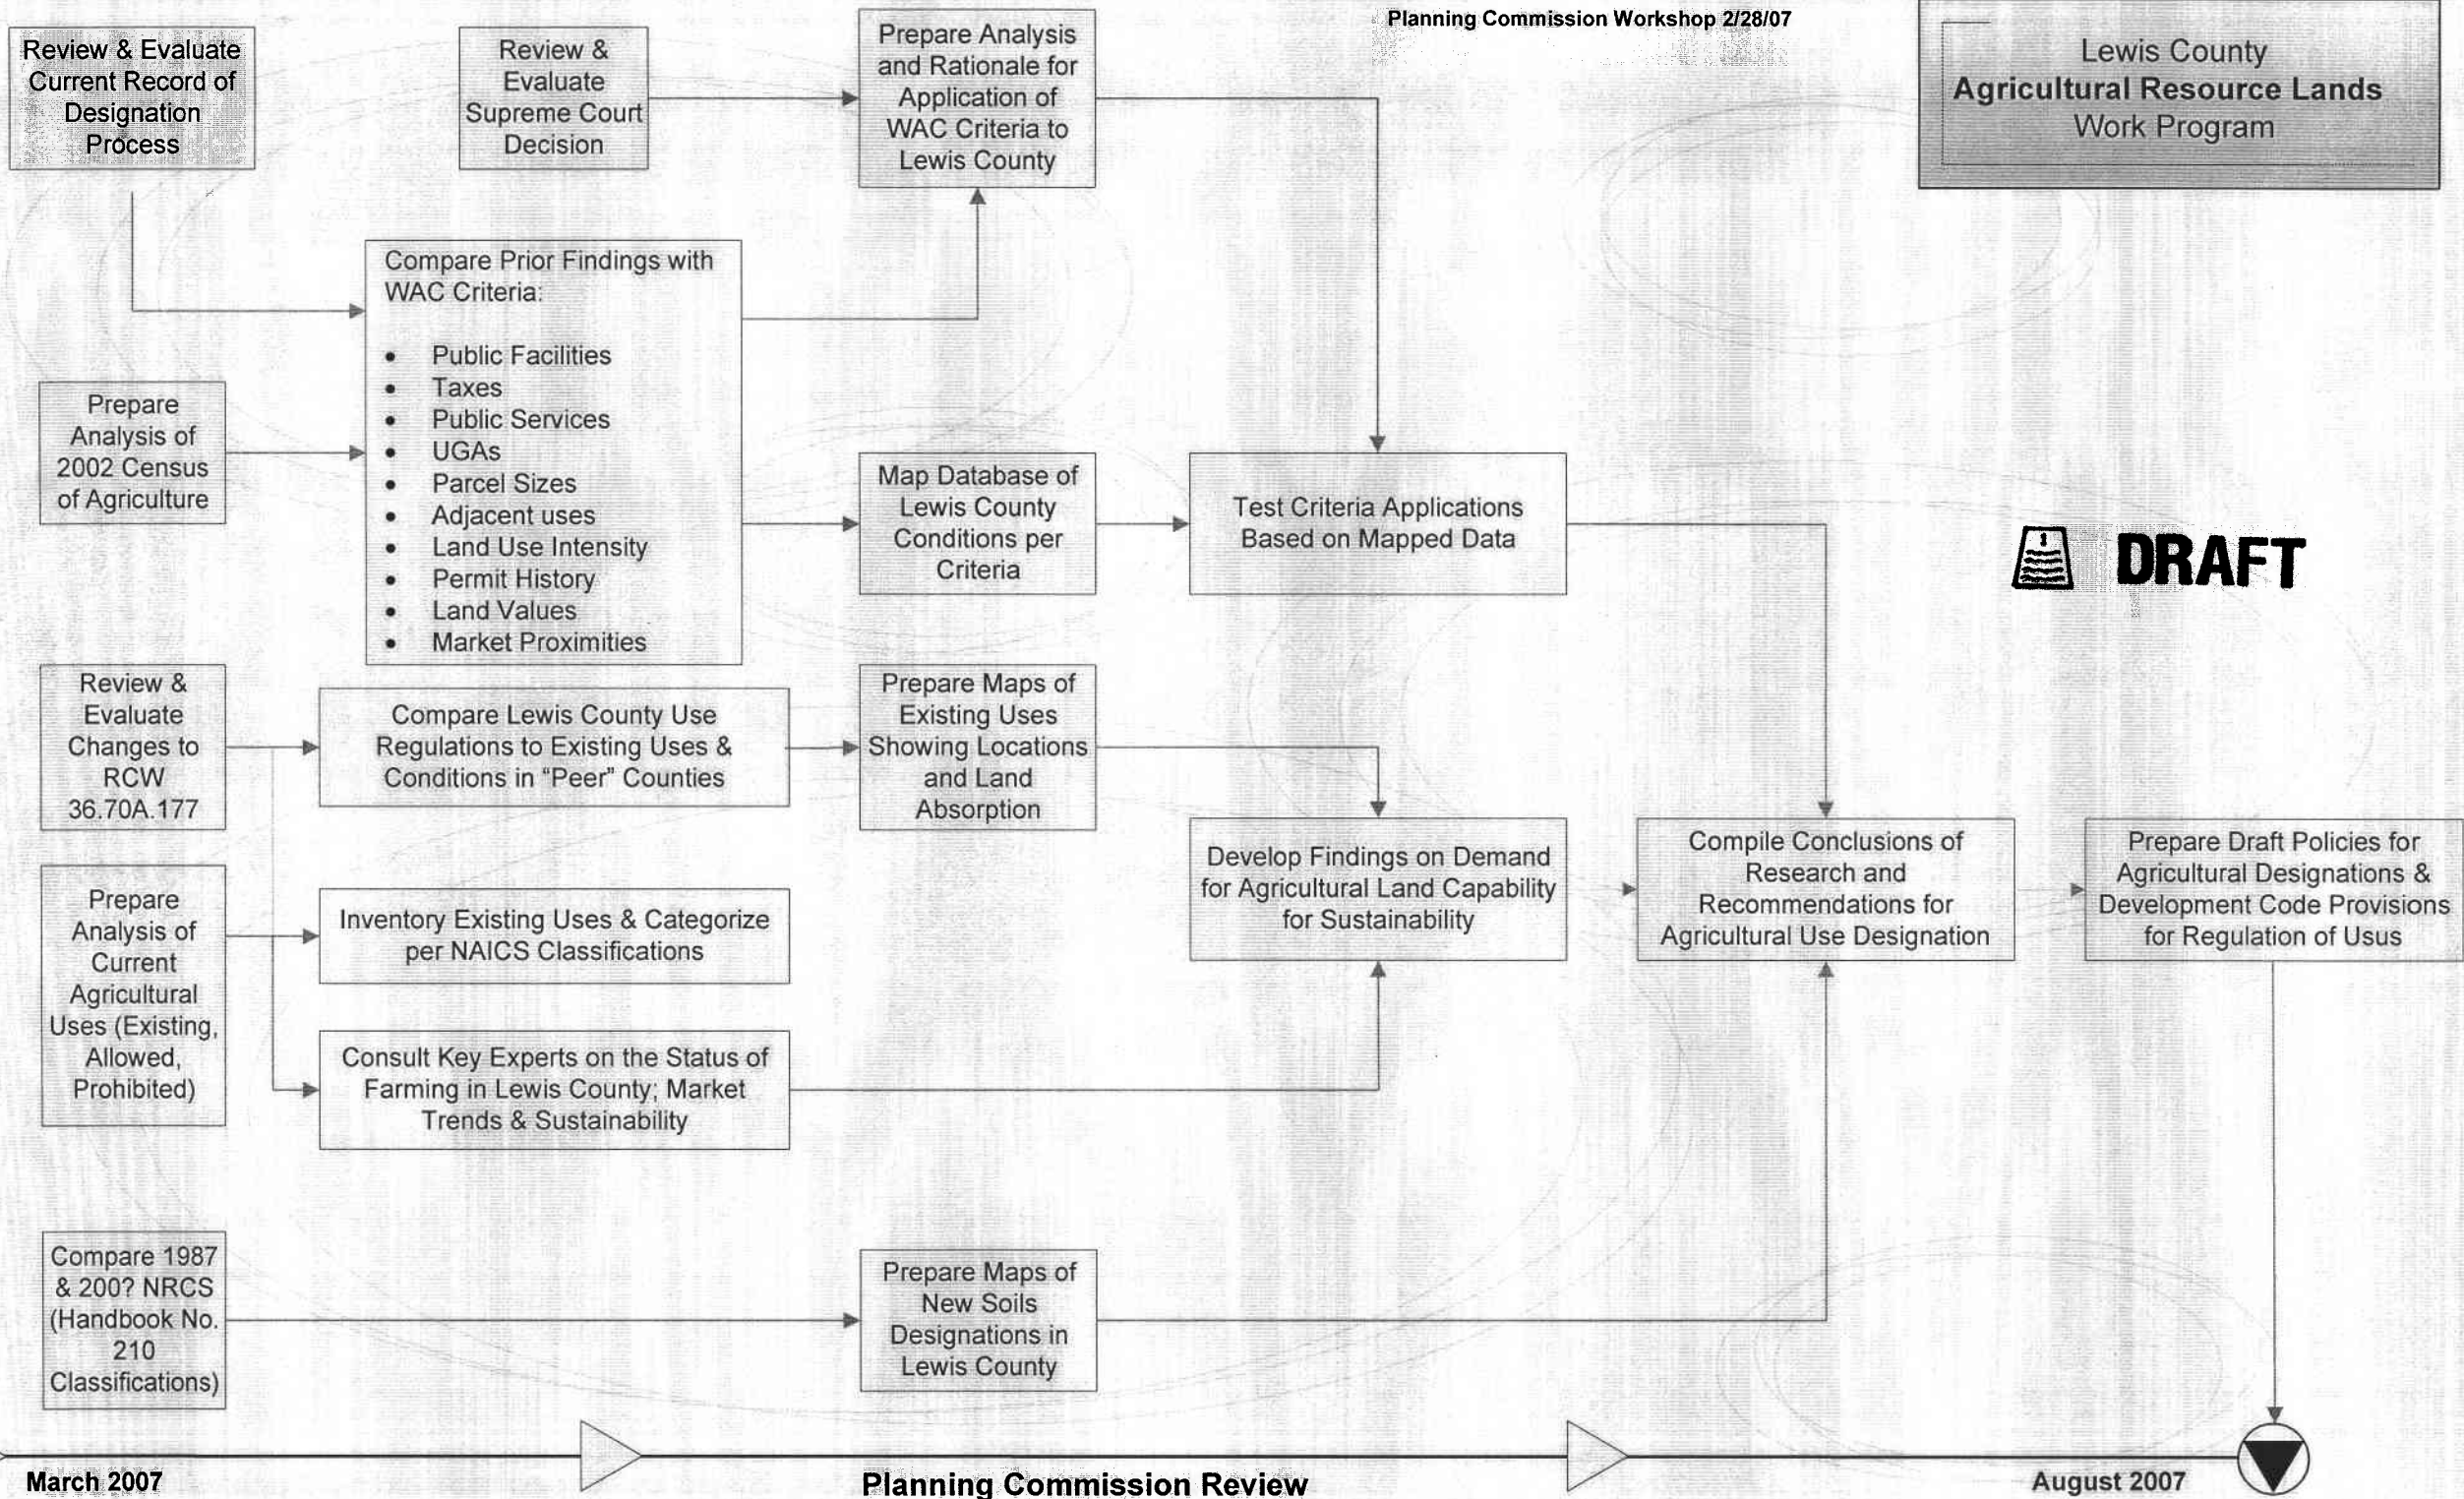 Planning Commission Workshop 2/28/07
Lewis County
Agricultural Resource Lands
Work Program
Review & Evaluate
Current Record of
Designation
Process
Review &
Evaluate
Supreme Court
Decision
Prepare Analysis
and Rationale for
Application of
WAC Criteria to
Lewis County
Compare Prior Findings with
WAC Criteria:
• Public Facilities
• Taxes
• Public Services
• UGAs
• Parcel Sizes
• Adjacent uses
• Land Use Intensity
• Permit History
• Land Values
• Market Proximities
Prepare
Analysis of
2002 Census
of Agriculture
Map Database of
Lewis County
Conditions per
Criteria
Test Criteria Applications
Based on Mapped Data
DRAFT
Review &
Evaluate
Changes to
RCW
36.70A.177
Compare Lewis County Use
Regulations to Existing Uses &
Conditions in “Peer” Counties
Prepare Maps of
Existing Uses
Showing Locations
and Land
Absorption
Prepare
Analysis of
Current
Agricultural
Uses (Existing,
Allowed,
Prohibited)
Inventory Existing Uses & Categorize
per NAICS Classifications
Consult Key Experts on the Status of
Farming in Lewis County; Market
Trends & Sustainability
Develop Findings on Demand
for Agricultural Land Capability
for Sustainability
Compile Conclusions of
Research and
Recommendations for
Agricultural Use Designation
Prepare Draft Policies for
Agricultural Designations &
Development Code Provisions
for Regulation of Usus
Compare 1987
& 200? NRCS
(Handbook No.
210
Classifications)
Prepare Maps of
New Soils
Designations in
Lewis County
March 2007
Planning Commission Review
August 2007